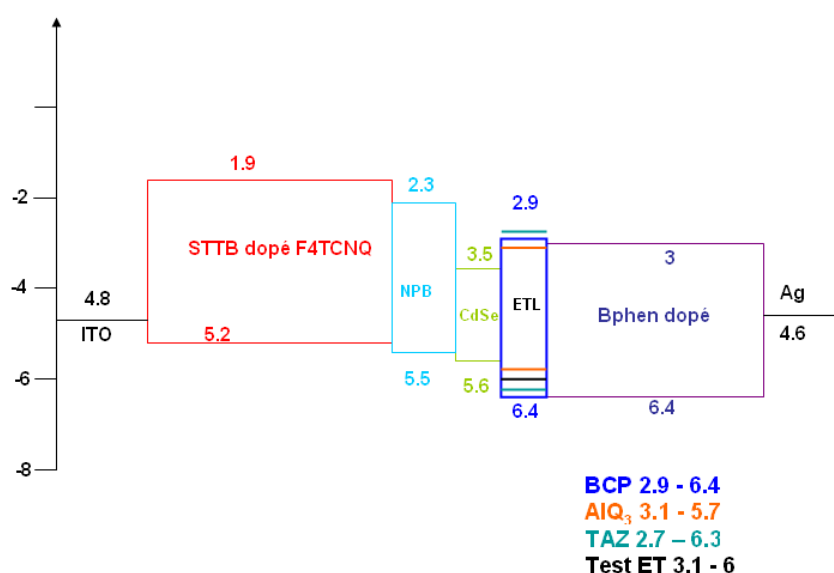 1.9
2.3
2.9
-2
STTB dopé F4TCNQ
3.5
3
-4
4.8
NPB
ETL
Ag
CdSe
Bphen dopé
ITO
5.2
4.6
5.5
5.6
-6
6.4
6.4
-8
BCP 2.9 - 6.4
AlQ₃ 3.1 - 5.7
TAZ 2.7 – 6.3
Test ET 3.1 - 6